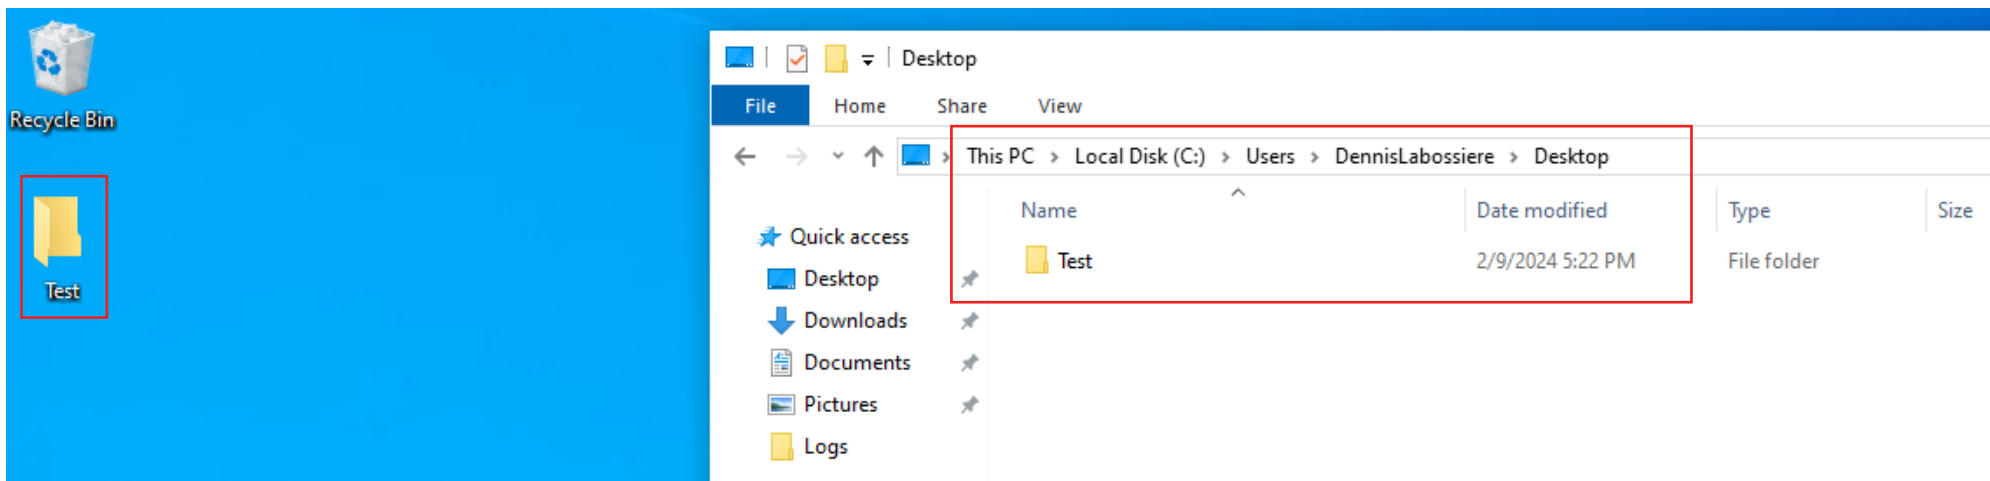 Recycle Bin
Test
Desktop
File Home Share View
This PC > Local Disk (C:) > Users > DennisLabossiere > Desktop
Name Date modified Type Size
Test 2/9/2024 5:22 PM File folder
Quick access
Desktop
Downloads
Documents
Pictures
Logs